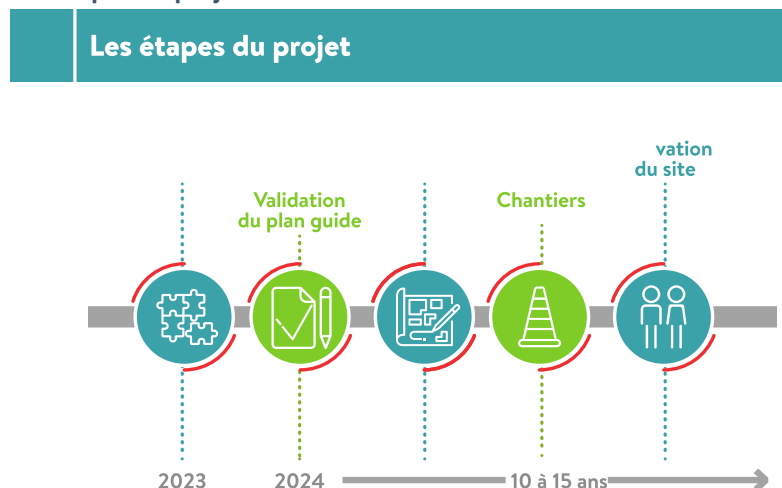 Les étapes du projet
vation
du site
Validation
du plan guide
Chantiers
2023
2024
10 à 15 ans